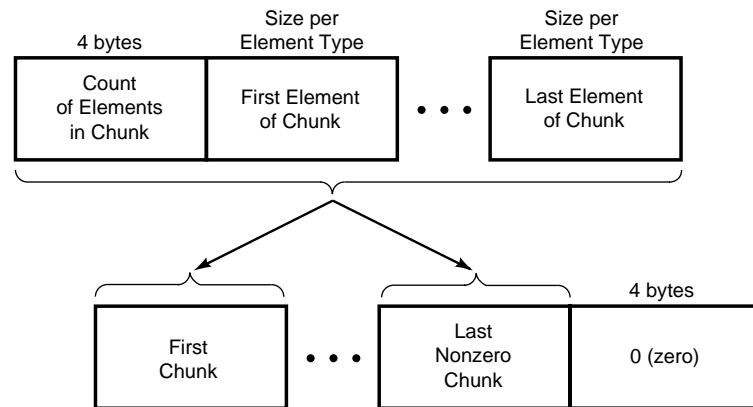 Size per
Element Type
Size per
Element Type
4 bytes
Count
of Elements
in Chunk
First Element
of Chunk
Last Element
of Chunk
4 bytes
First
Chunk
Last
Nonzero
Chunk
0 (zero)